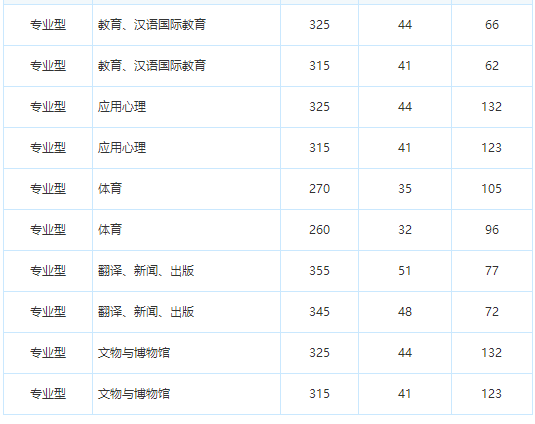 专业型 教育、汉语国际教育 325 44 66
专业型 教育、汉语国际教育 315 41 62
专业型 应用心理 325 44 132
专业型 应用心理 315 41 123
专业型 体育 270 35 105
专业型 体育 260 32 96
专业型 翻译、新闻、出版 355 51 77
专业型 翻译、新闻、出版 345 48 72
专业型 文物与博物馆 325 44 132
专业型 文物与博物馆 315 41 123